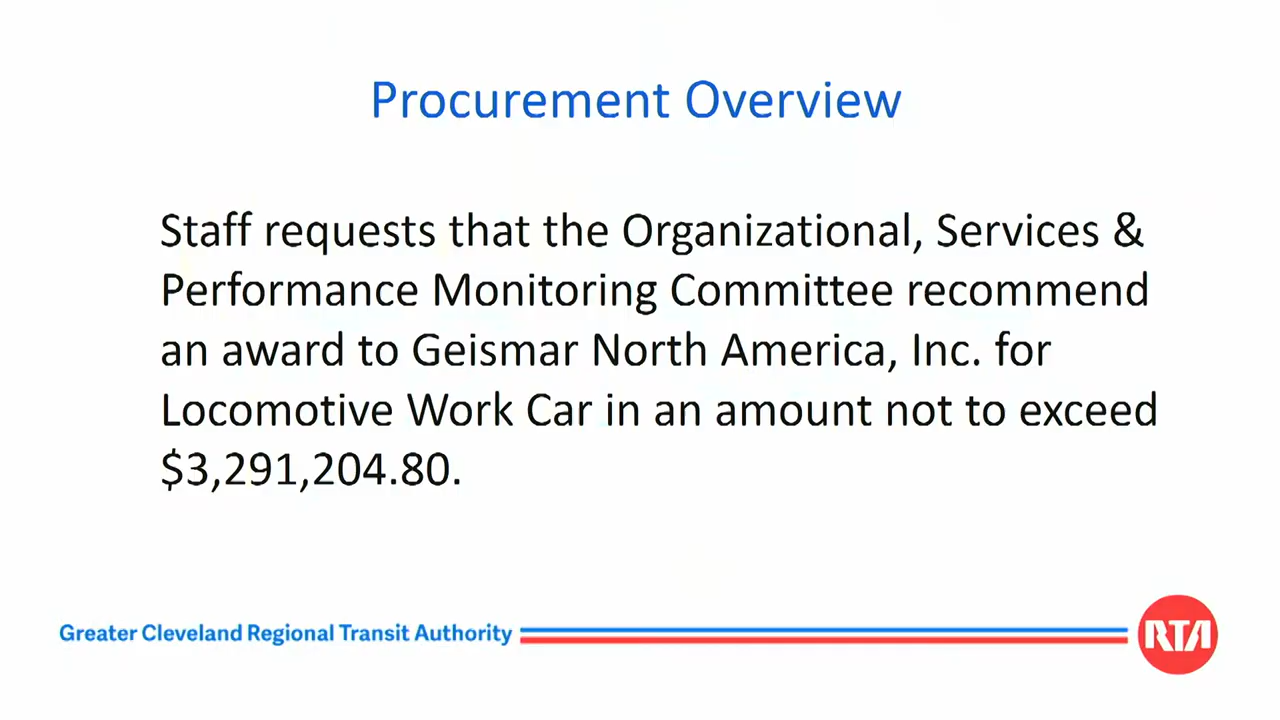 Procurement Overview
Staff requests that the Organizational, Services &
Performance Monitoring Committee recommend
an award to Geismar North America, Inc. for
Locomotive Work Car in an amount not to exceed
$3,291,204.80.
Greater Cleveland Regional Transit Authority
RTA